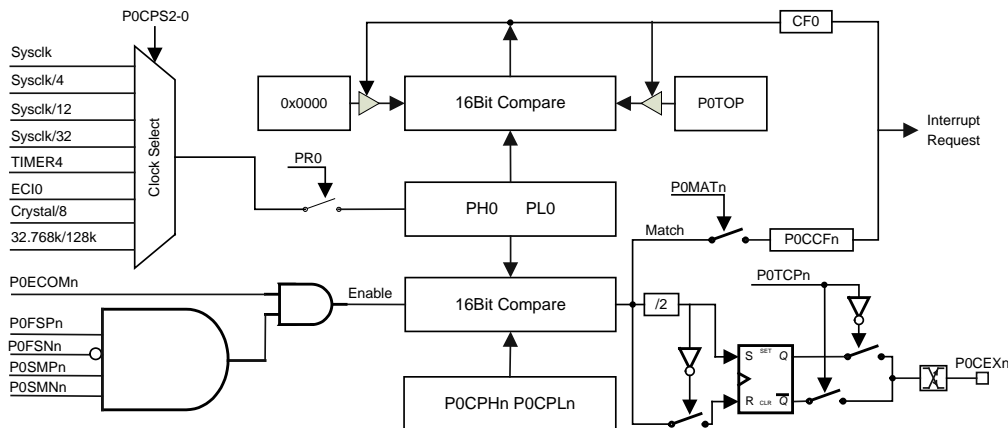 P0CPS2-0
Sysclk
Sysclk/4
Sysclk/12
Sysclk/32
TIMER4
ECI0
Crystal/8
32.768k/128k
Clock Select
PR0
0x0000
16Bit Compare
P0TOP
CF0
Interrupt
Request
PH0 PL0
P0MATn
Match
P0CCFn
P0ECOMn
Enable
16Bit Compare
/2
P0TCPn
P0FSPn
P0FSNn
P0SMPn
P0SMNn
P0CPHn P0CPLn
S SET Q
R CLR Q
P0CEXn